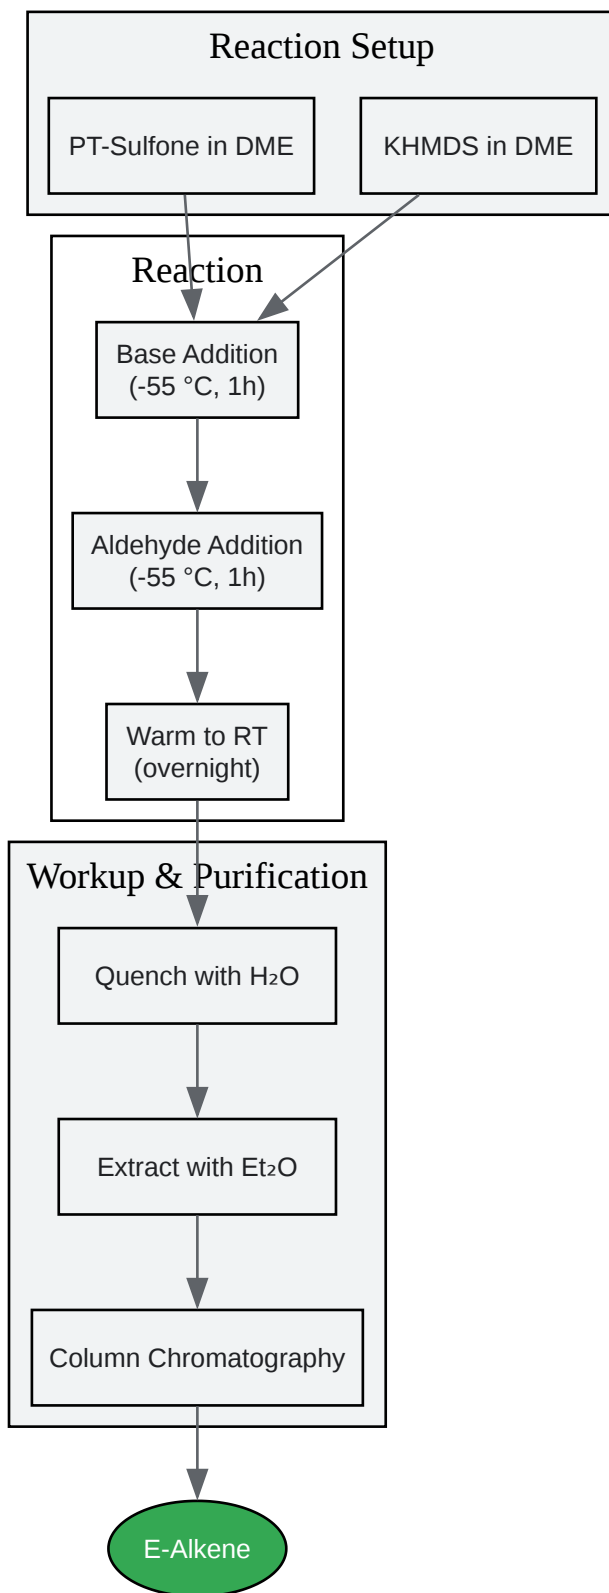 Reaction Setup
PT-Sulfone in DME
KHMDS in DME
Reaction
Base Addition
(-55 °C, 1h)
Aldehyde Addition
(-55 °C, 1h)
Warm to RT
(overnight)
Workup & Purification
Quench with H₂O
Extract with Et₂O
Column Chromatography
E-Alkene